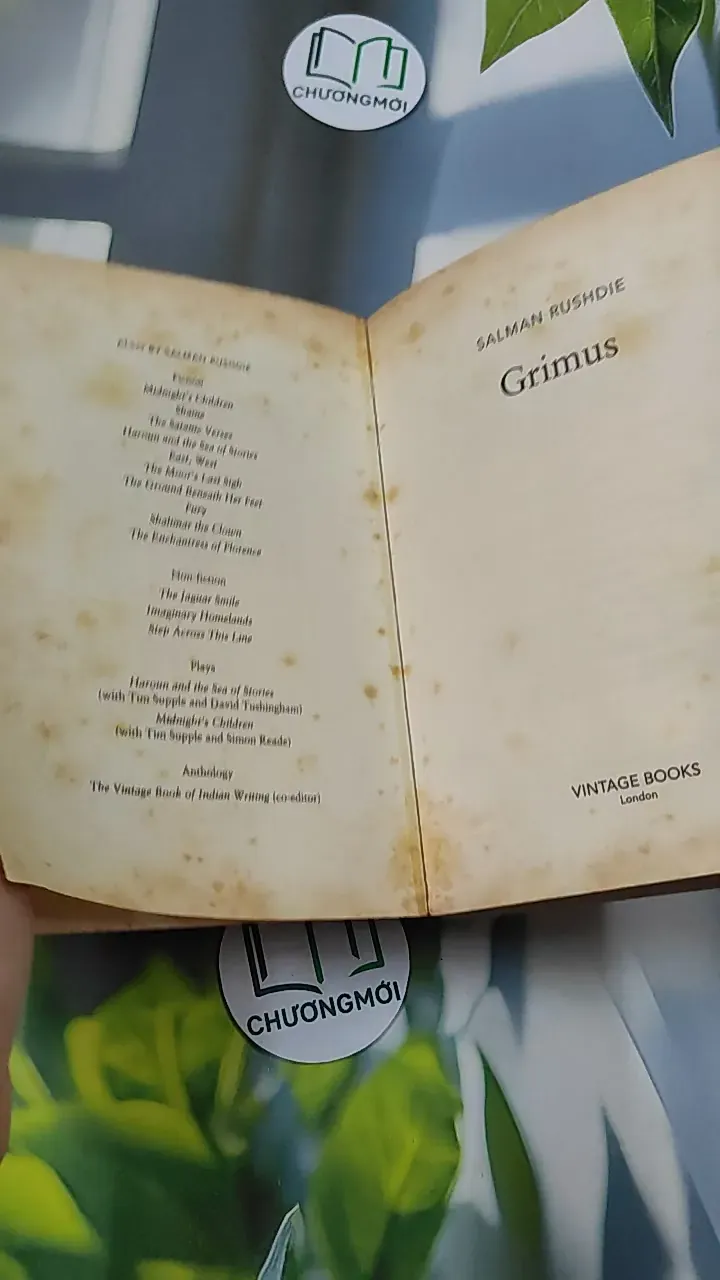 CHƯƠNGMỚI
ALSO BY SALMAN RUSHDIE
Fiction
Midnight's Children
Shame
The Satanic Verses
Haroun and the Sea of Stories
East, West
The Moor's Last Sigh
The Ground Beneath Her Feet
Fury
Shalimar the Clown
The Enchantress of Florence
Non-fiction
The Jaguar Smile
Imaginary Homelands
Step Across This Line
Plays
Haroun and the Sea of Stories
(with Tim Supple and David Tushingham)
Midnight's Children
(with Tim Supple and Simon Reade)
Anthology
The Vintage Book of Indian Writing (co-editor)
SALMAN RUSHDIE
Grimus
VINTAGE BOOKS
London
CHƯƠNGMỚI